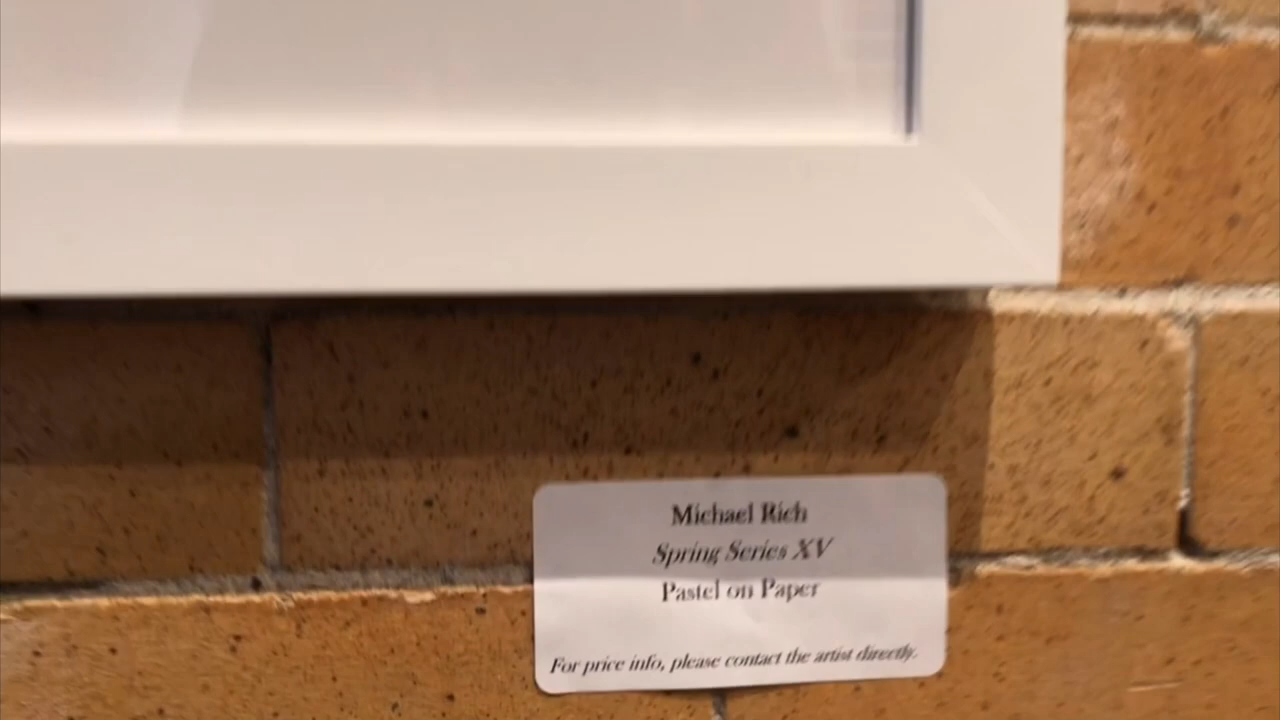 Michael Rich
Spring Series XV
Pastel on Paper
For price info, please contact the artist directly.